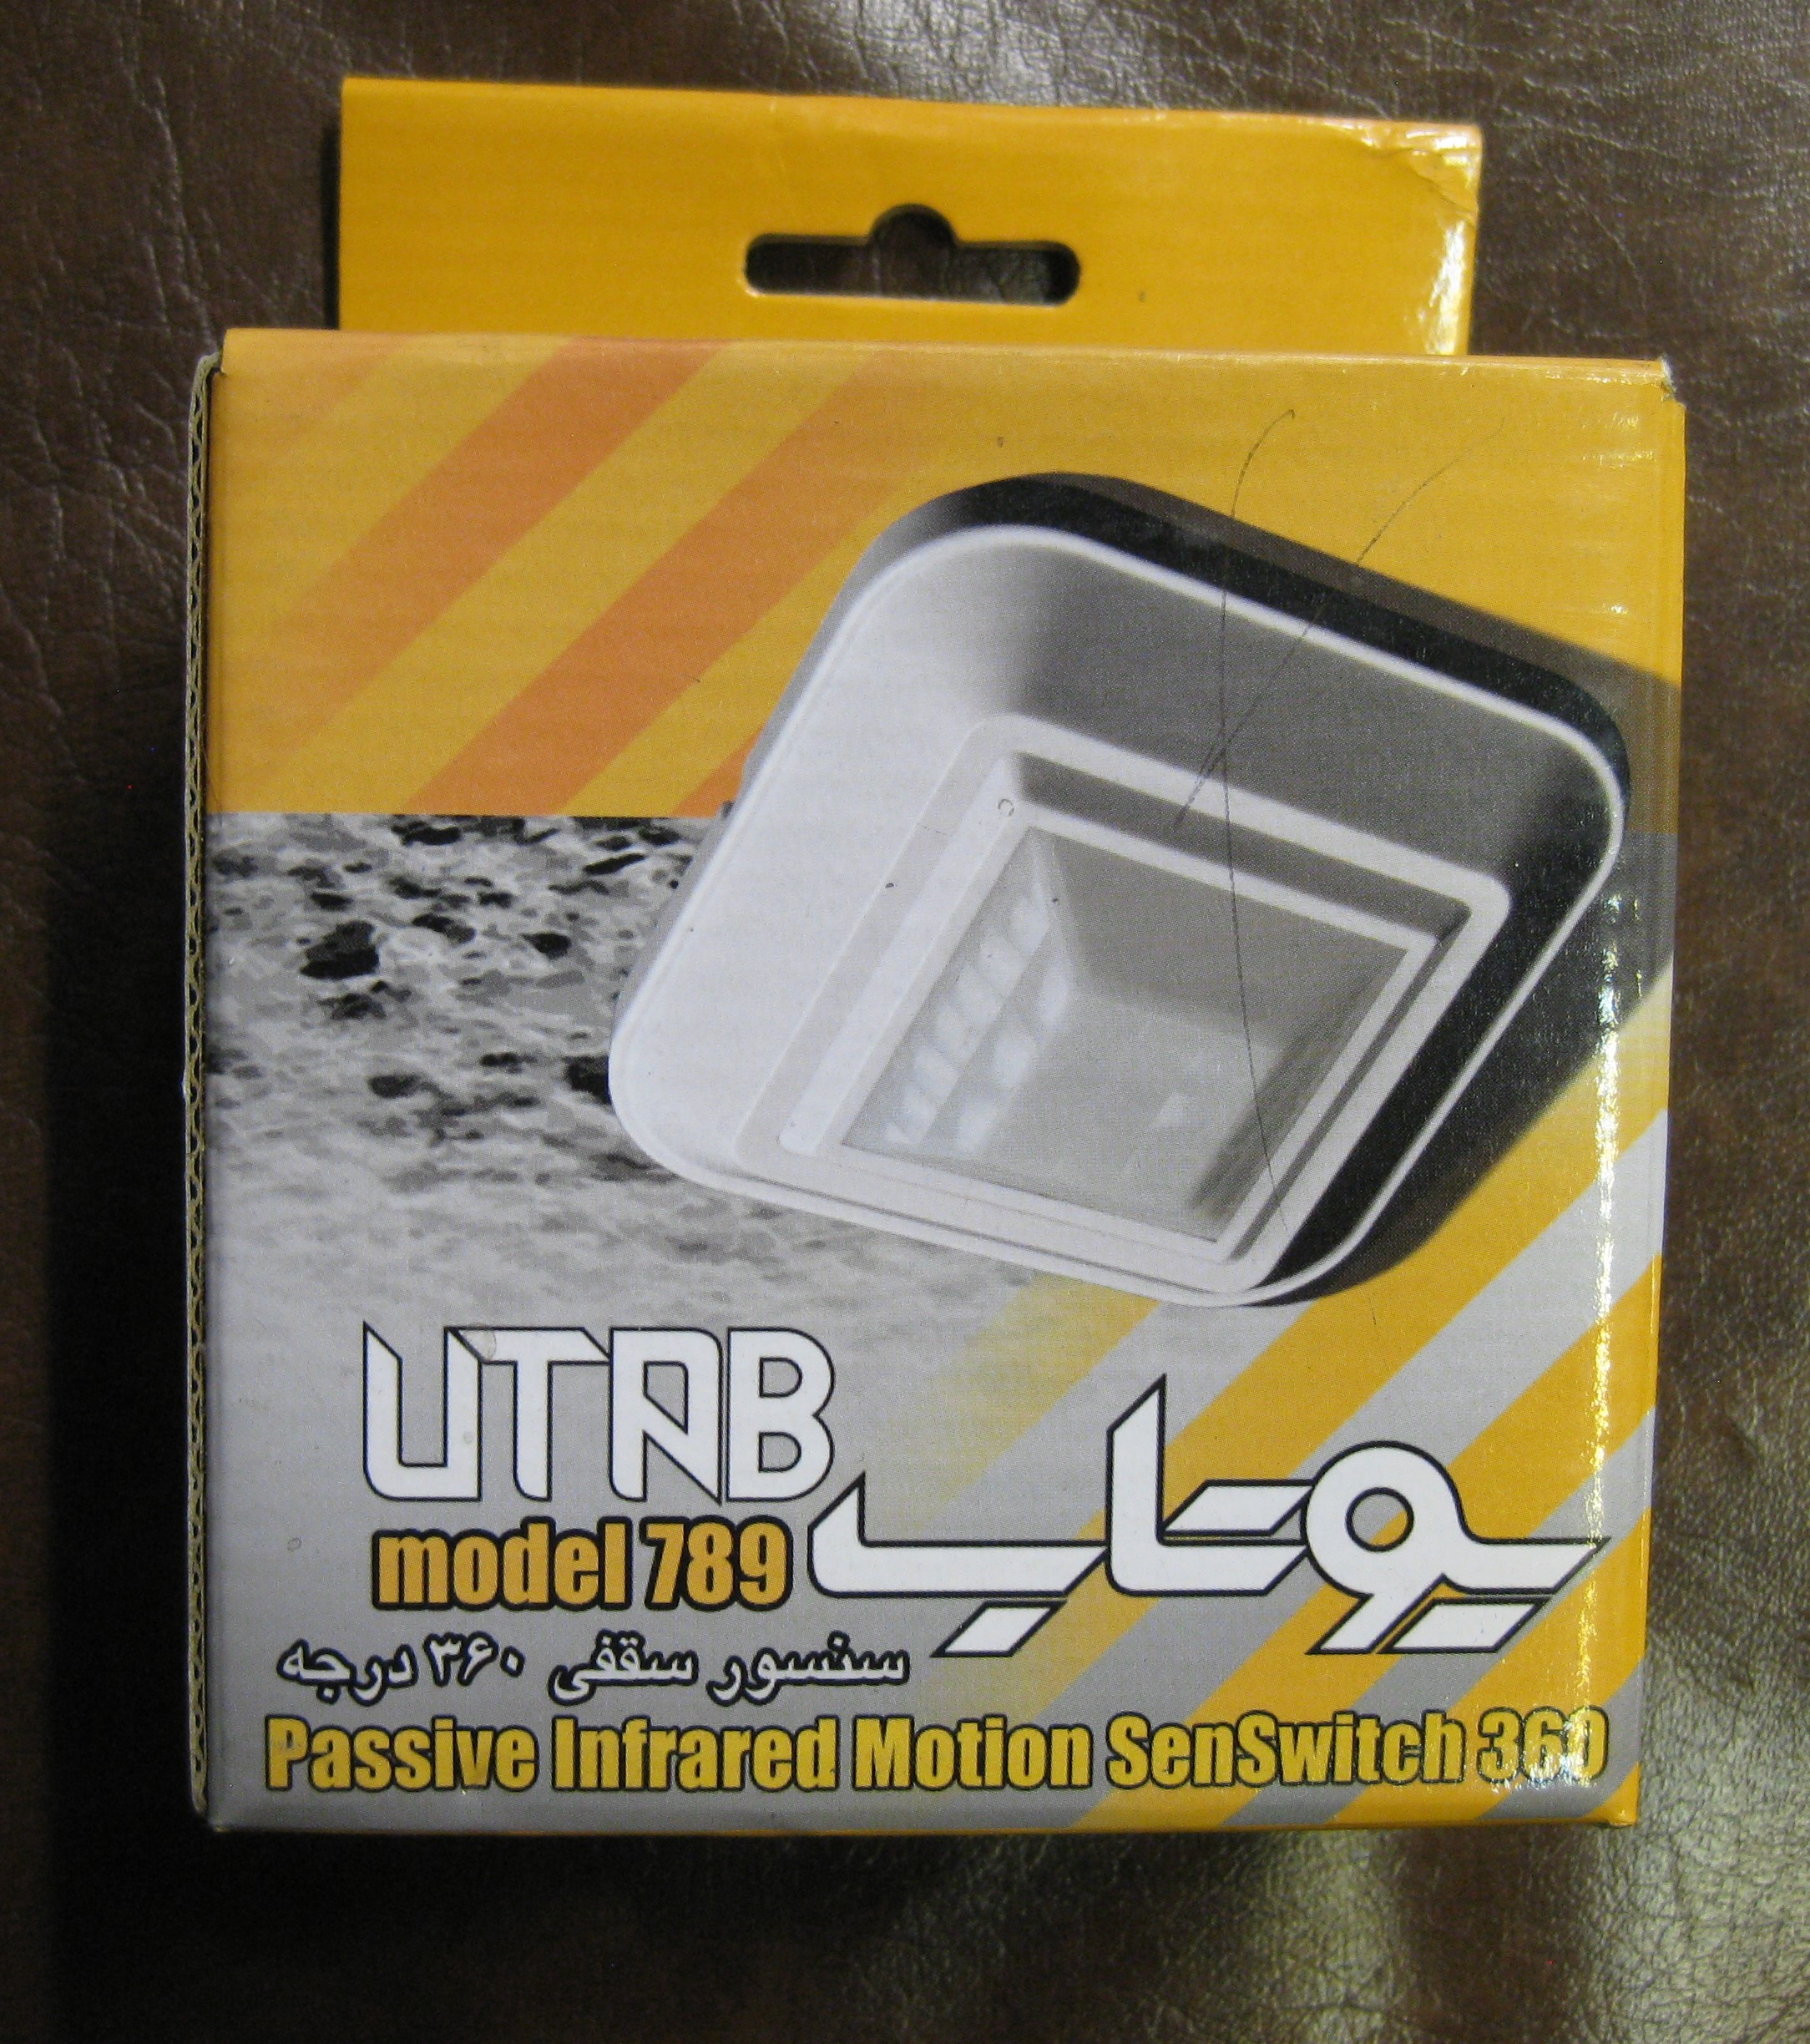 UTAB
یوتاب
model 789
سنسور سقفی ۳۶۰ درجه
Passive Infrared Motion SenSwitch 360